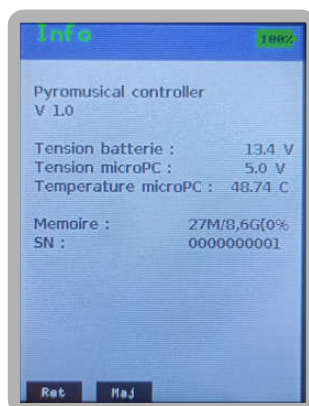 Info 100%
Pyromusical controller
V 1.0
Tension batterie : 13.4 V
Tension microPC : 5.0 V
Temperature microPC : 48.74 C
Memoire : 27M/8,6G(0%
SN : 0000000001
Ret Maj